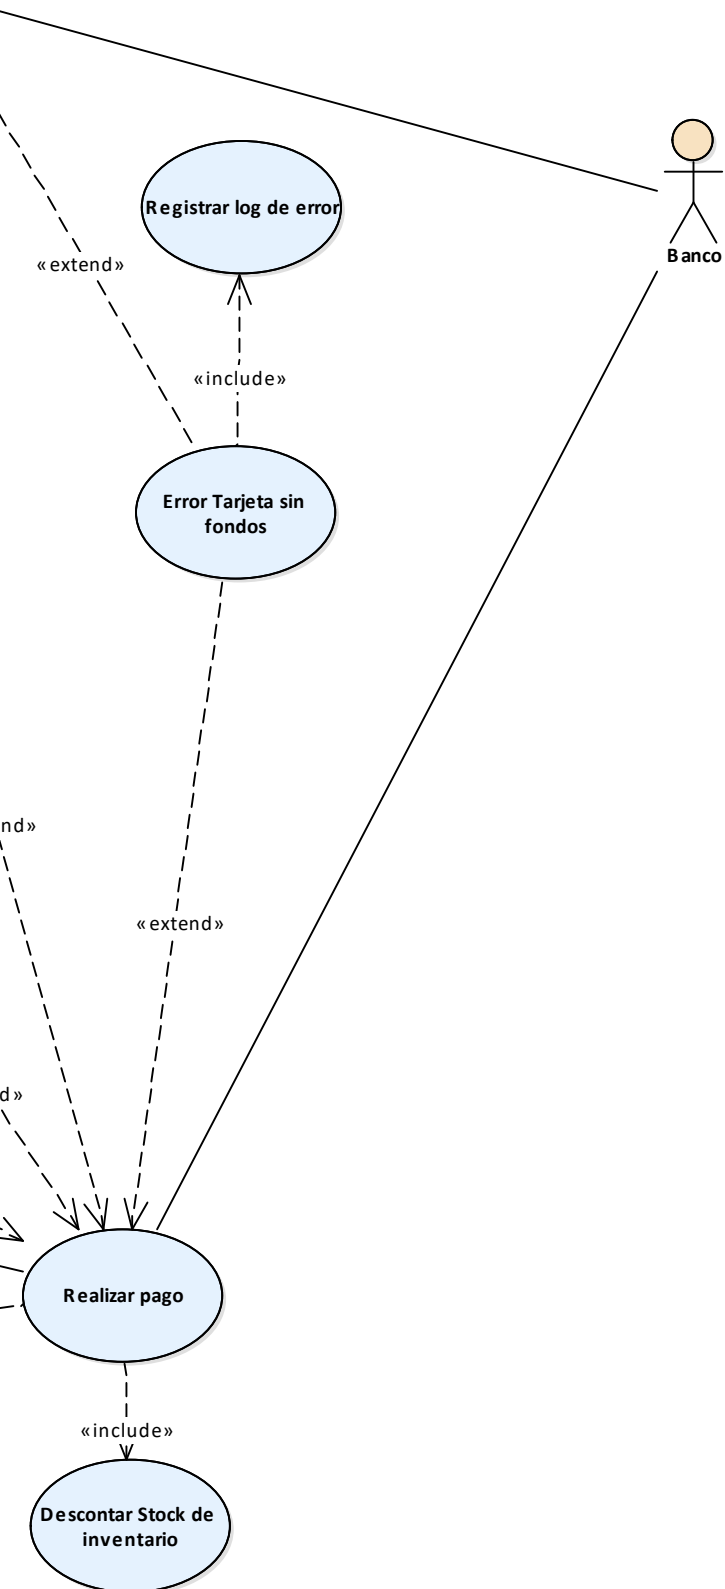 Registrar log de error
Banco
«extend»
«include»
Error Tarjeta sin
fondos
nd»
«extend»
d»
Realizar pago
«include»
Descontar Stock de
inventario